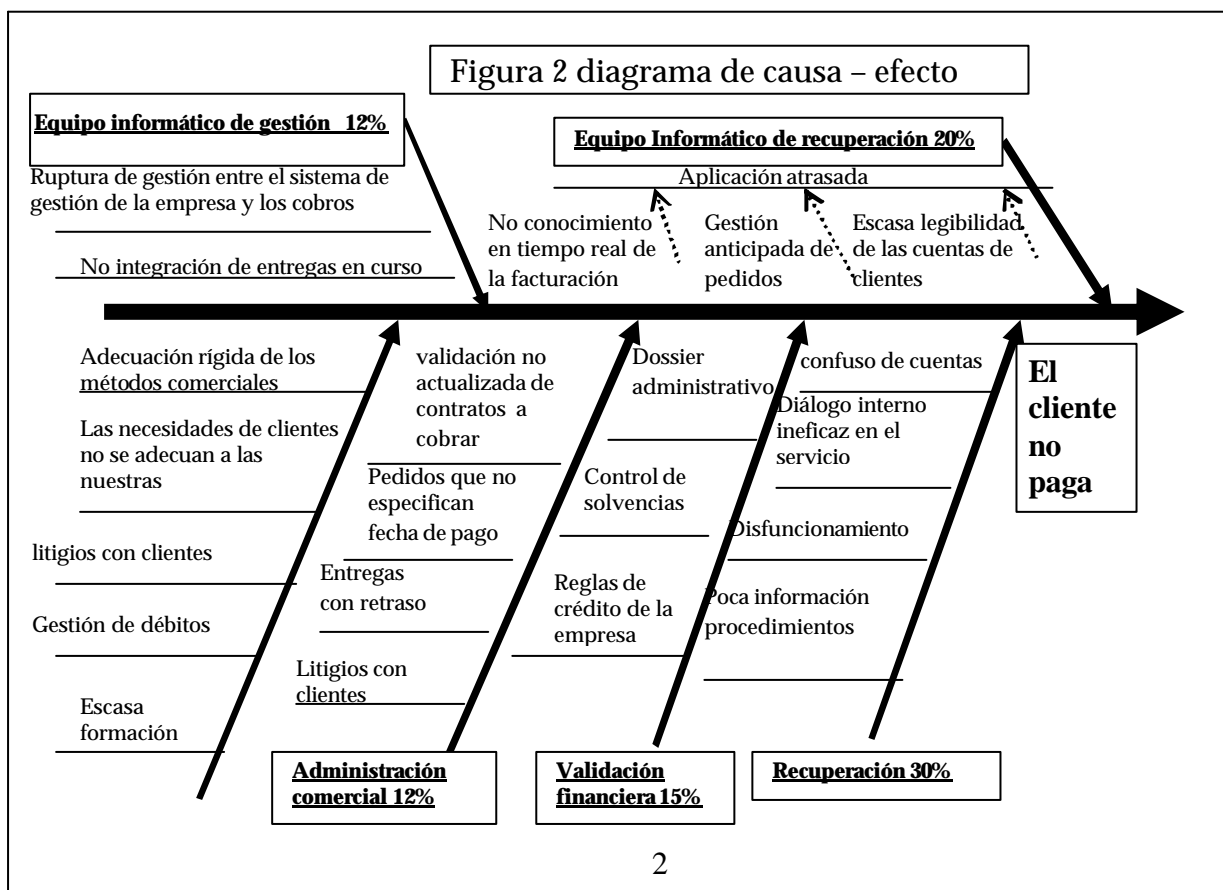 Figura 2 diagrama de causa – efecto
Equipo informático de gestión 12%
Ruptura de gestión entre el sistema de
gestión de la empresa y los cobros
No integración de entregas en curso
Equipo Informático de recuperación 20%
Aplicación atrasada
No conocimiento
en tiempo real de
la facturación
Gestión
anticipada de
pedidos
Escasa legibilidad
de las cuentas de
clientes
Adecuación rígida de los
métodos comerciales
Las necesidades de clientes
no se adecuan a las
nuestras
litigios con clientes
Gestión de débitos
Escasa
formación
validación no
actualizada de
contratos a
cobrar
Pedidos que no
especifican
fecha de pago
Entregas
con retraso
Litigios con
clientes
Administración
comercial 12%
Dossier
administrativo
Control de
solvencias
Reglas de
crédito de la
empresa
Validación
financiera 15%
confuso de cuentas
Diálogo interno
ineficaz en el
servicio
Disfuncionamiento
Poca información
procedimientos
Recuperación 30%
El
cliente
no
paga
2